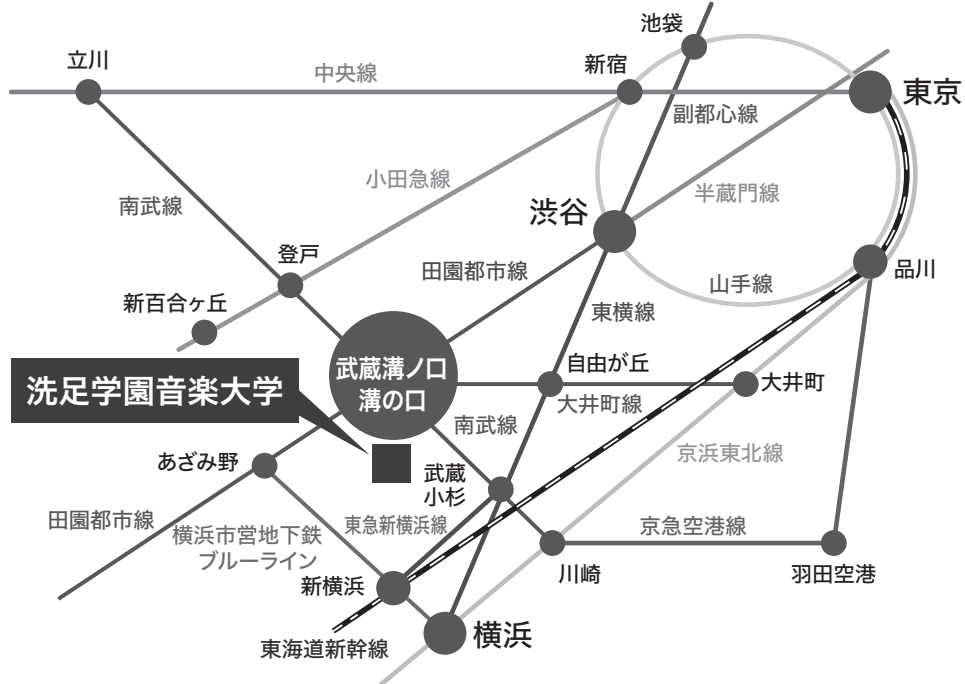 池袋
立川
新宿
中央線
東京
副都心線
小田急線
半蔵門線
南武線
渋谷
登戸
田園都市線
品川
山手線
新百合ヶ丘
東横線
武蔵溝ノ口
溝の口
自由が丘
洗足学園音楽大学
大井町
大井町線
南武線
京浜東北線
あざみ野
武蔵
小杉
田園都市線
横浜市営地下鉄
ブルーライン
東急新横浜線
京急空港線
新横浜
川崎
羽田空港
東海道新幹線
横浜